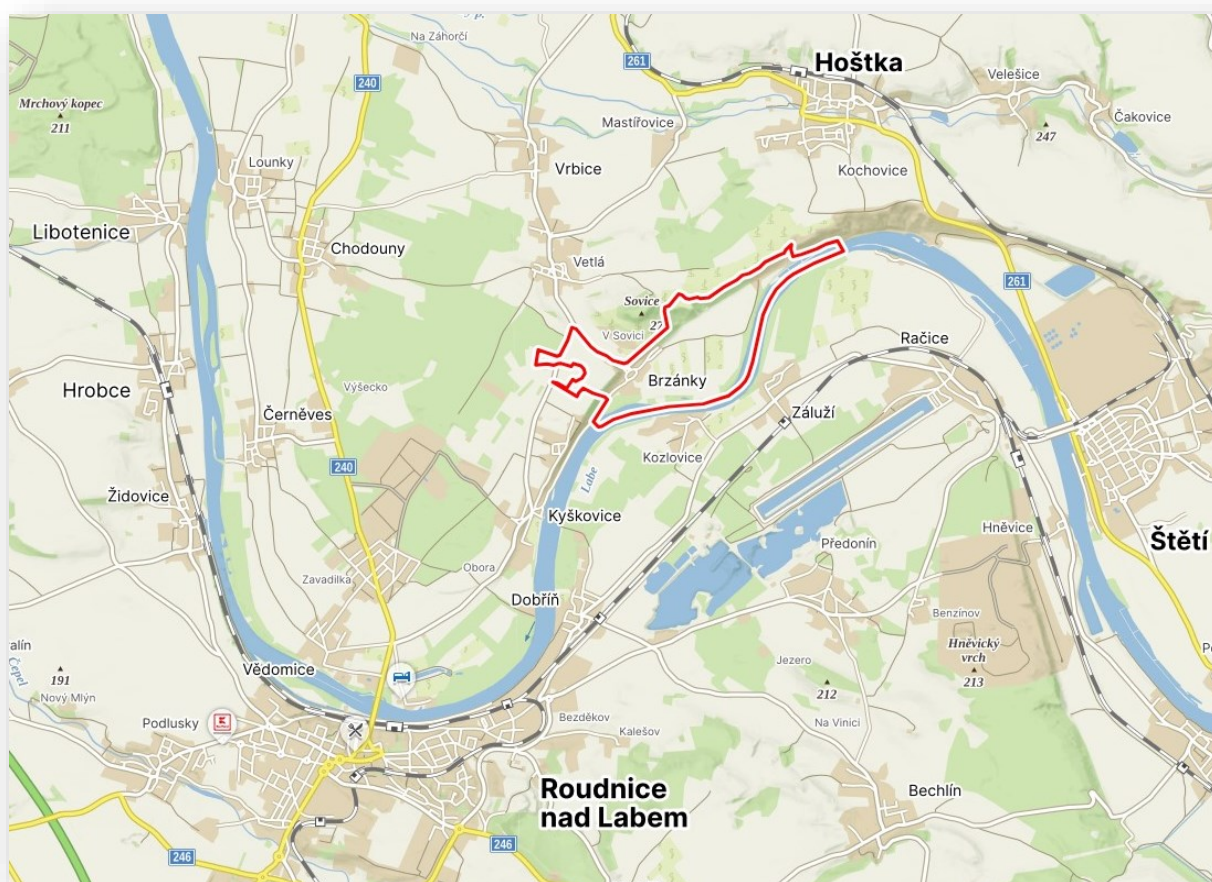 Na Záhorčí
240
261
Hoštka
Velešice
Mrchový kopec
211
Mastířovice
247
Čakovice
Lounky
Vrbice
Kochovice
Libotenice
Chodouny
Vetlá
261
Sovice
V Sovici
Račice
Hrobce
Výšecko
Brzánky
Černěves
Záluží
240
Kozlovice
Labe
Židovice
Kyškovice
Hněvice
Předonín
Štětí
Zavadilka
Obora
Dobříň
Benzínov
Hněvický
vrch
213
Vědomice
Jezero
191
Čepel
Nový Mlýn
212
Podlusky
Bezděkov
Kalešov
Na Vinici
Roudnice
nad Labem
Bechlín
246
246